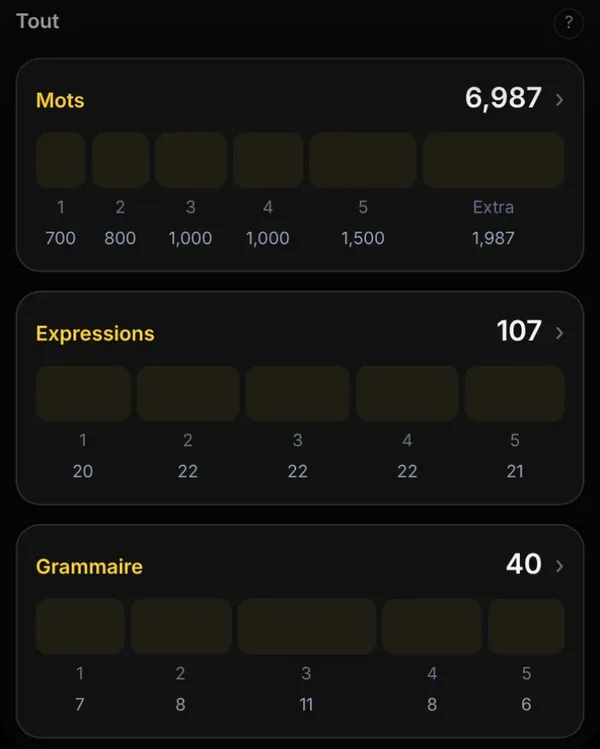 Tout ?
Mots 6,987 ›
1 2 3 4 5 Extra
700 800 1,000 1,000 1,500 1,987
Expressions 107 ›
1 2 3 4 5
20 22 22 22 21
Grammaire 40 ›
1 2 3 4 5
7 8 11 8 6